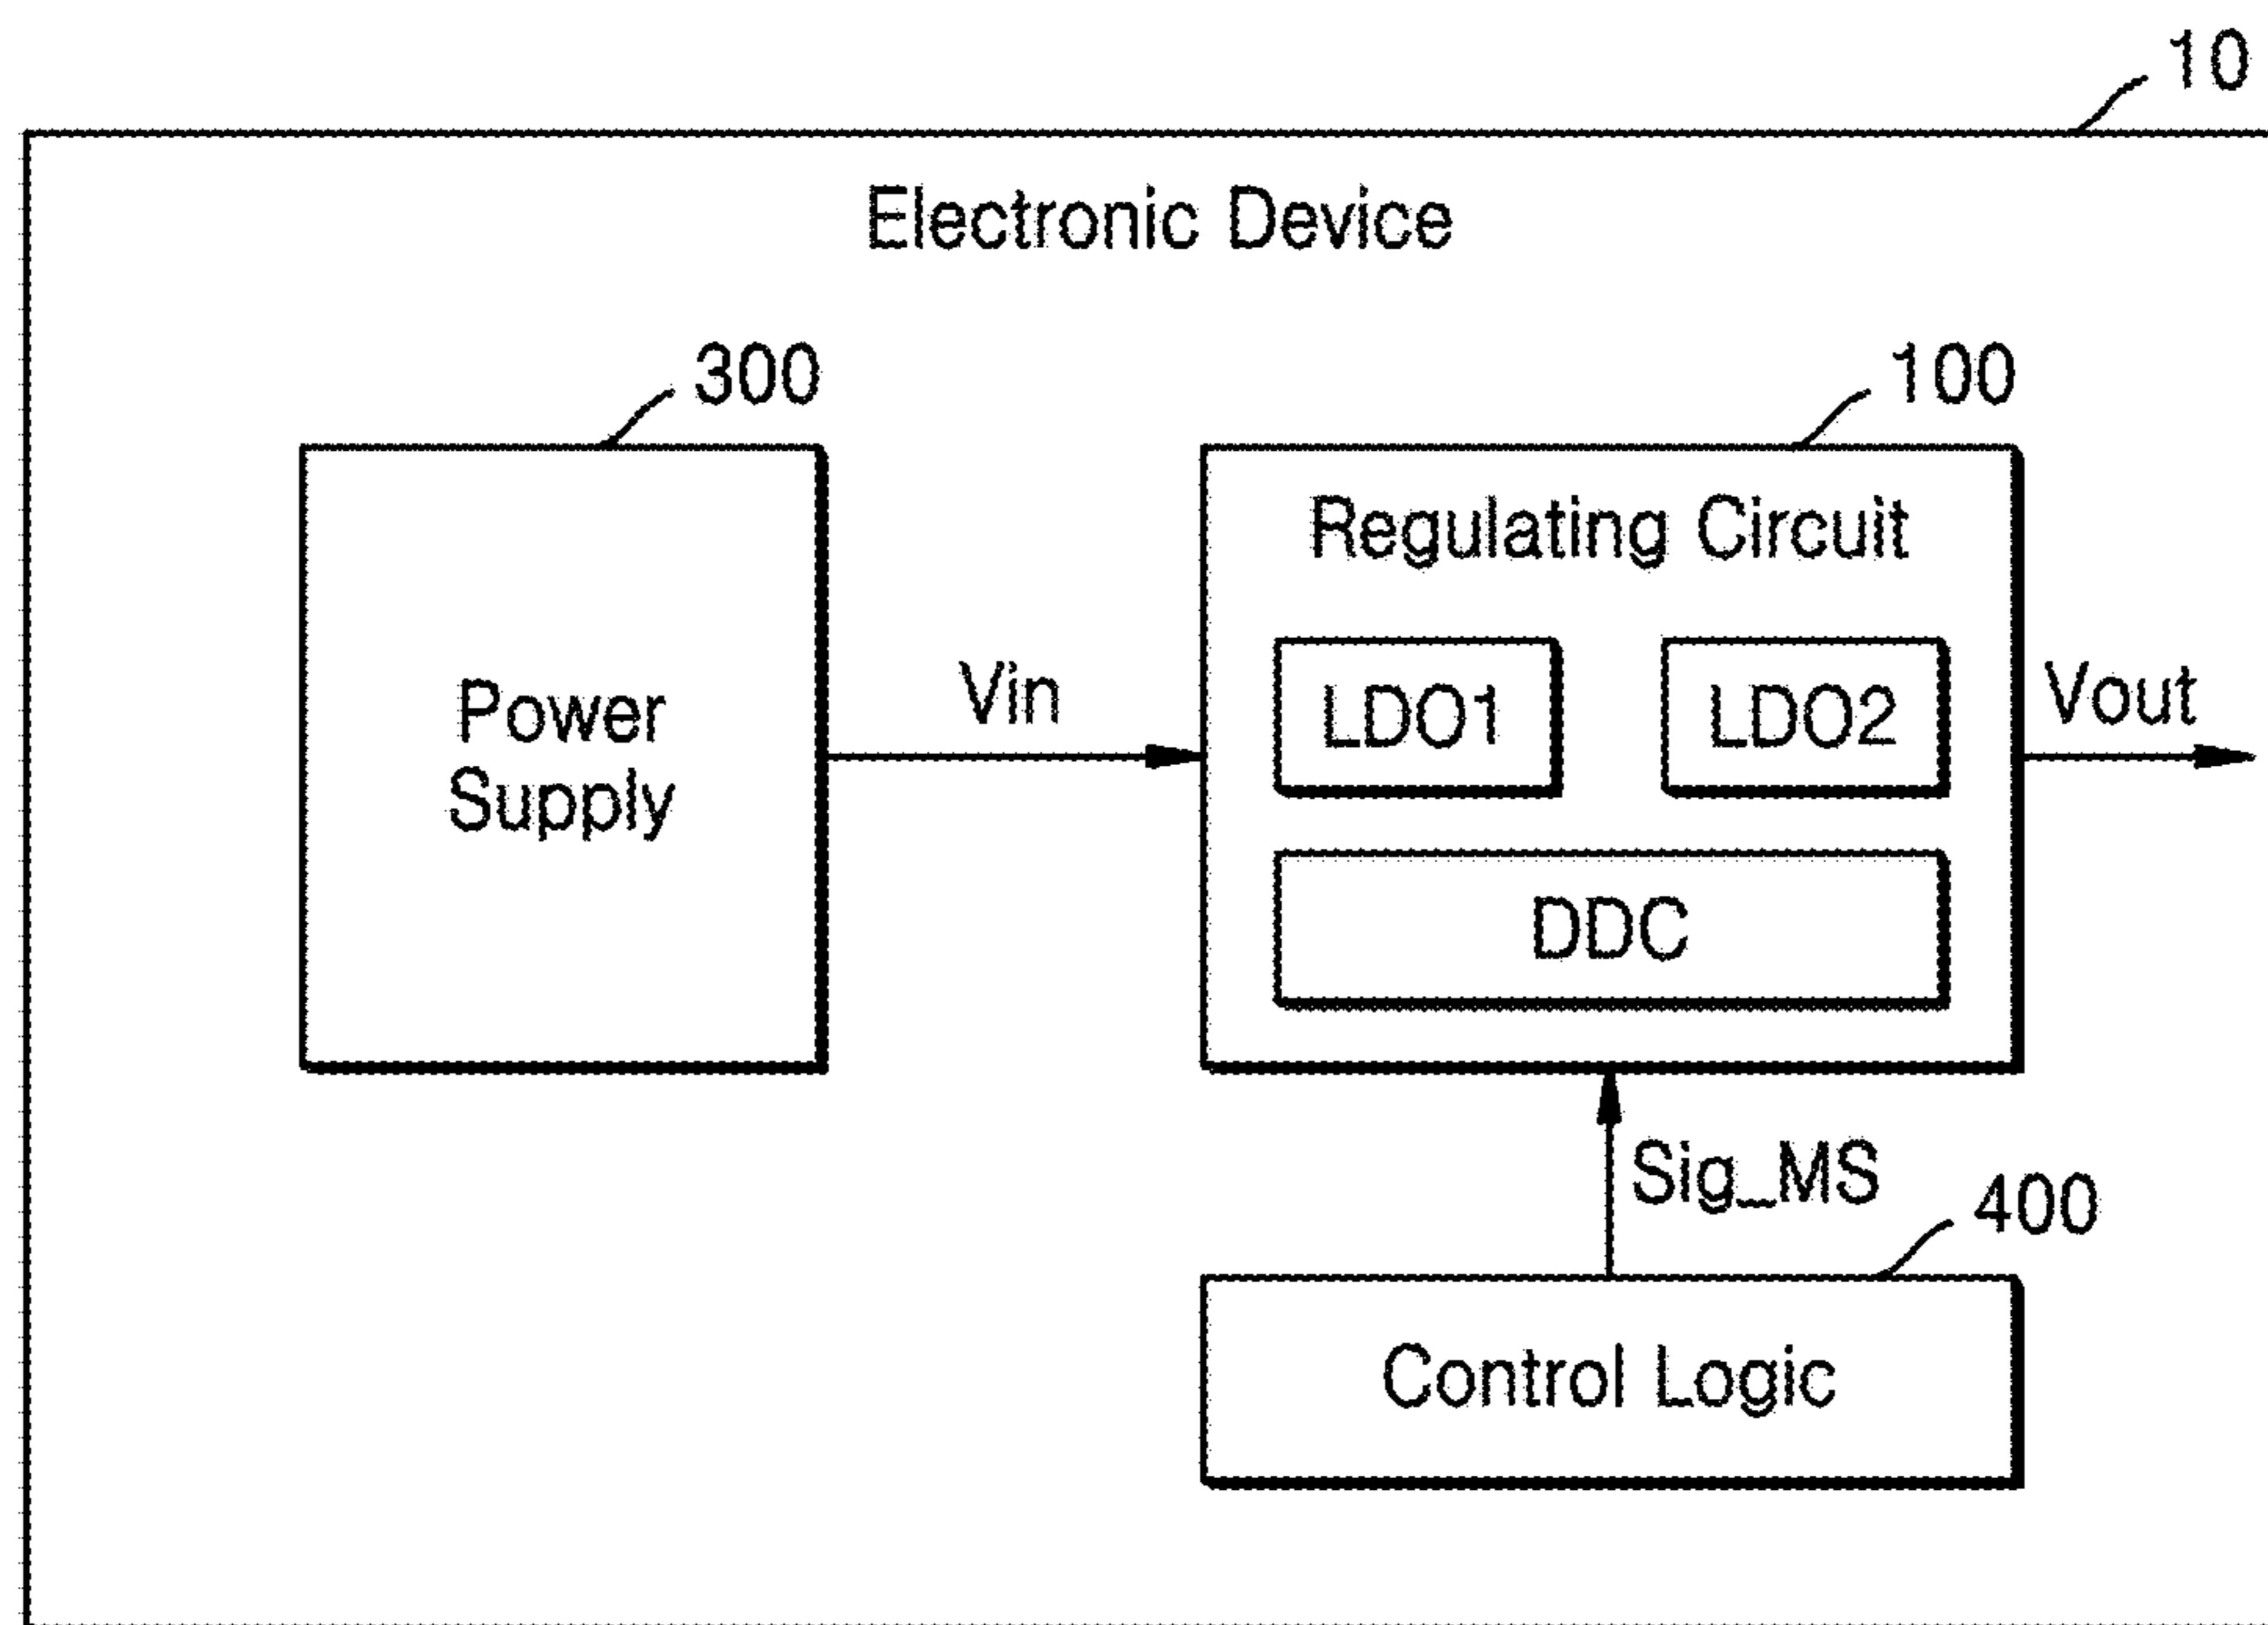 10
Electronic Device
300
100
Regulating Circuit
Power
Supply
Vin
LDO1
LDO2
Vout
DDC
Sig_MS
400
Control Logic